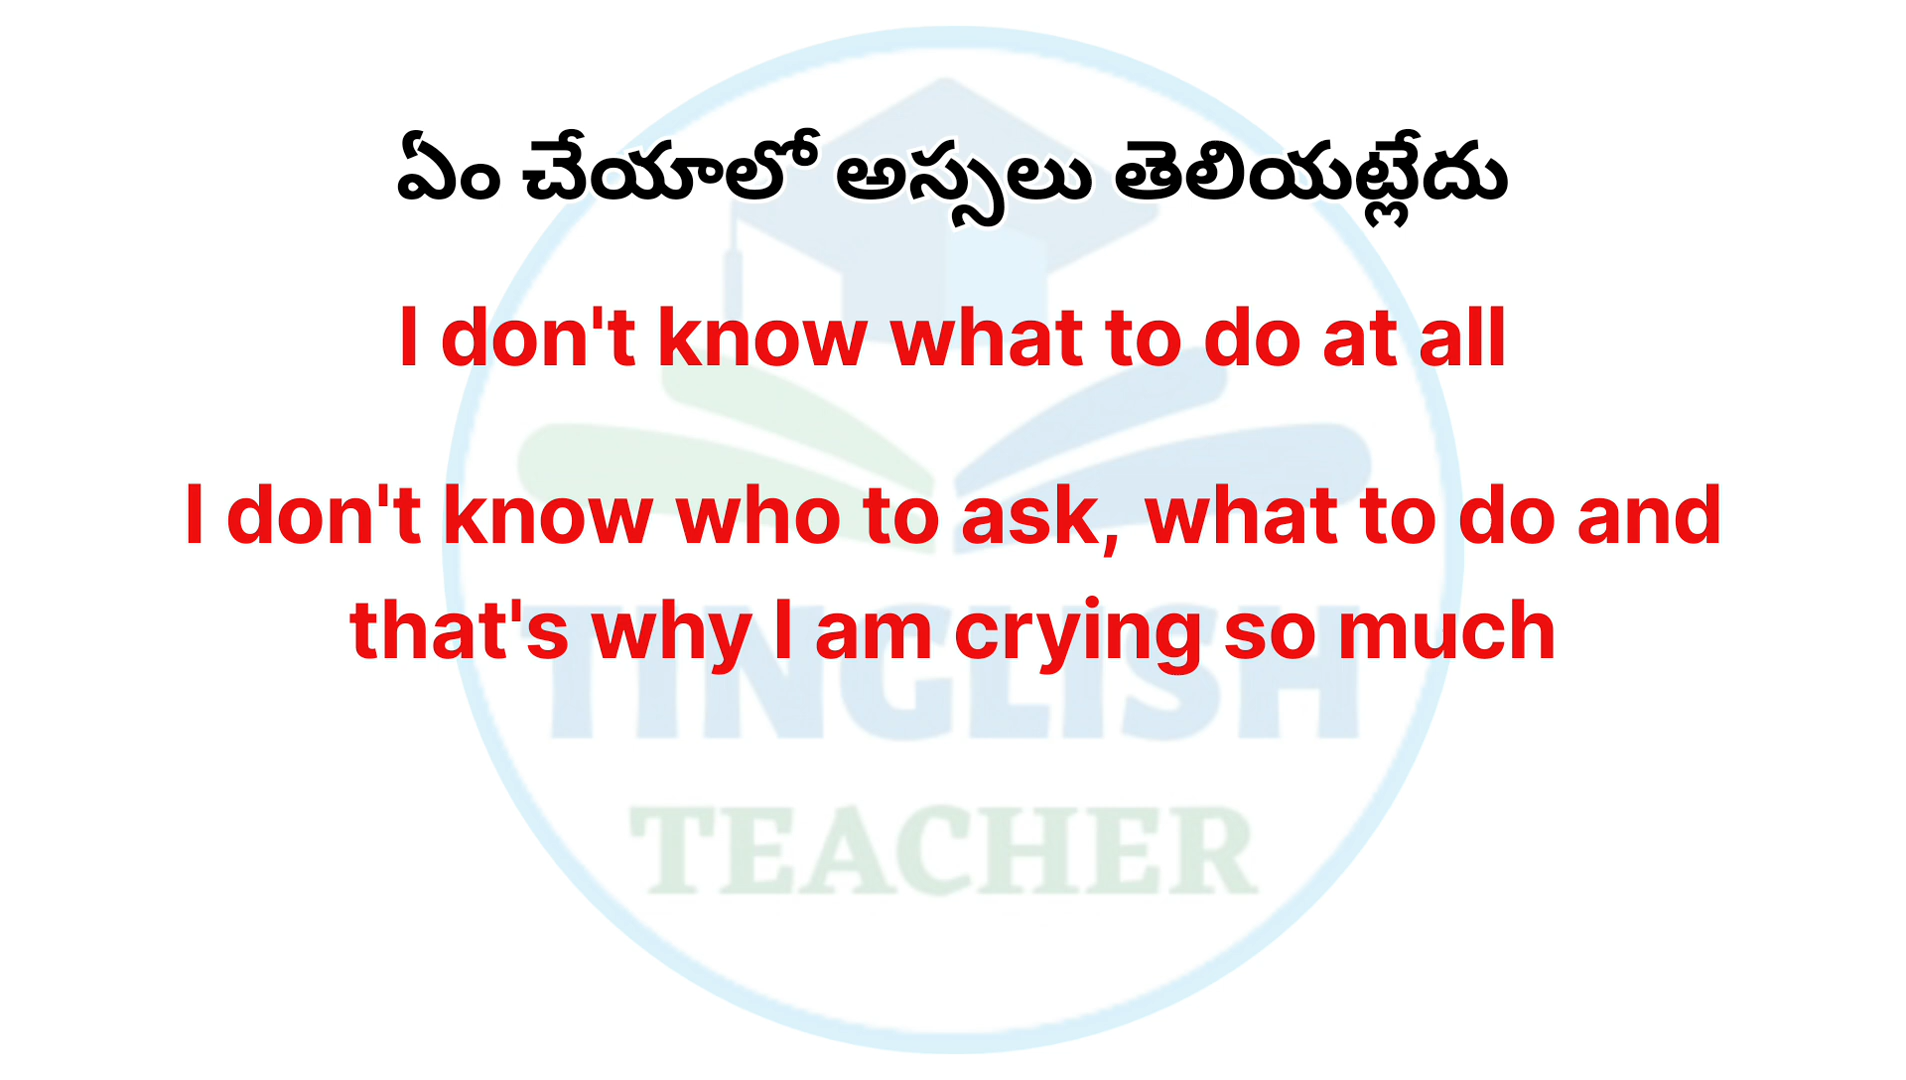 ఏం చేయాలో అస్సలు తెలియట్లేదు
I don't know what to do at all
I don't know who to ask, what to do and
that's why I am crying so much
TINGLISH
TEACHER